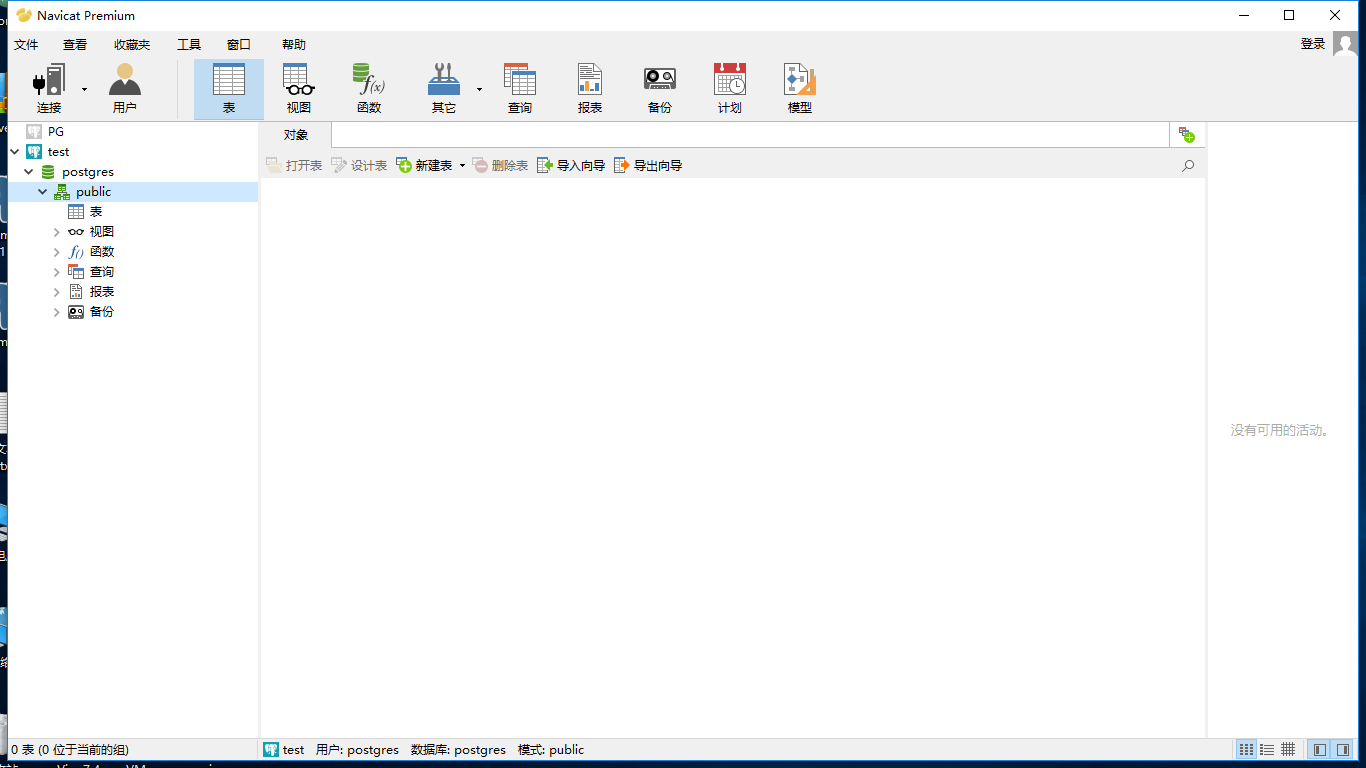 Navicat Premium
文件 查看 收藏夹 工具 窗口 帮助 登录
连接 用户 表 视图 函数 其它 查询 报表 备份 计划 模型
PG
test
postgres
public
表
视图
函数
查询
报表
备份
对象
打开表 设计表 新建表 删除表 导入向导 导出向导
没有可用的活动。
0 表 (0 位于当前的组) test 用户: postgres 数据库: postgres 模式: public